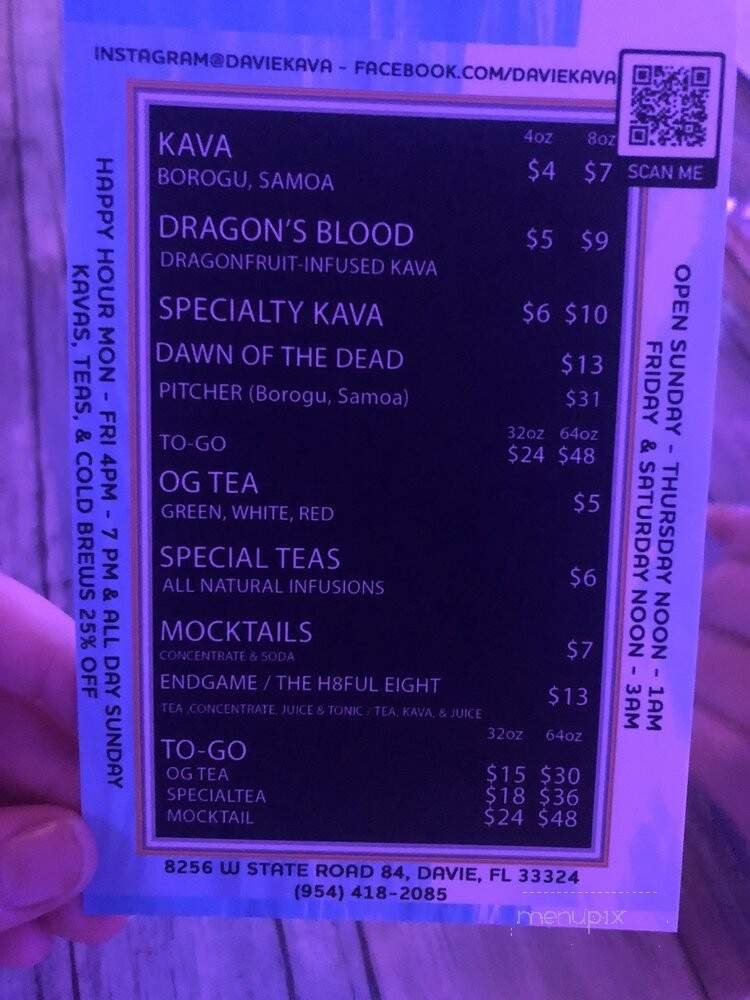 INSTAGRAM@DAVIEKAVA - FACEBOOK.COM/DAVIEKAVA
SCAN ME
4oz 8oz
KAVA $4 $7
BOROGU, SAMOA
DRAGON'S BLOOD $5 $9
DRAGONFRUIT-INFUSED KAVA
SPECIALTY KAVA $6 $10
DAWN OF THE DEAD $13
PITCHER (Borogu, Samoa) $31
32oz 64oz
TO-GO $24 $48
OG TEA $5
GREEN, WHITE, RED
SPECIAL TEAS $6
ALL NATURAL INFUSIONS
MOCKTAILS $7
CONCENTRATE & SODA
ENDGAME / THE H8FUL EIGHT $13
TEA ,CONCENTRATE, JUICE & TONIC / TEA, KAVA, & JUICE
32oz 64oz
TO-GO
OG TEA $15 $30
SPECIALTEA $18 $36
MOCKTAIL $24 $48
HAPPY HOUR MON - FRI 4PM - 7 PM & ALL DAY SUNDAY
KAVAS, TEAS, & COLD BREWS 25% OFF
OPEN SUNDAY - THURSDAY NOON - 1AM
FRIDAY & SATURDAY NOON - 3AM
8256 W STATE ROAD 84, DAVIE, FL 33324
(954) 418-2085
menupix